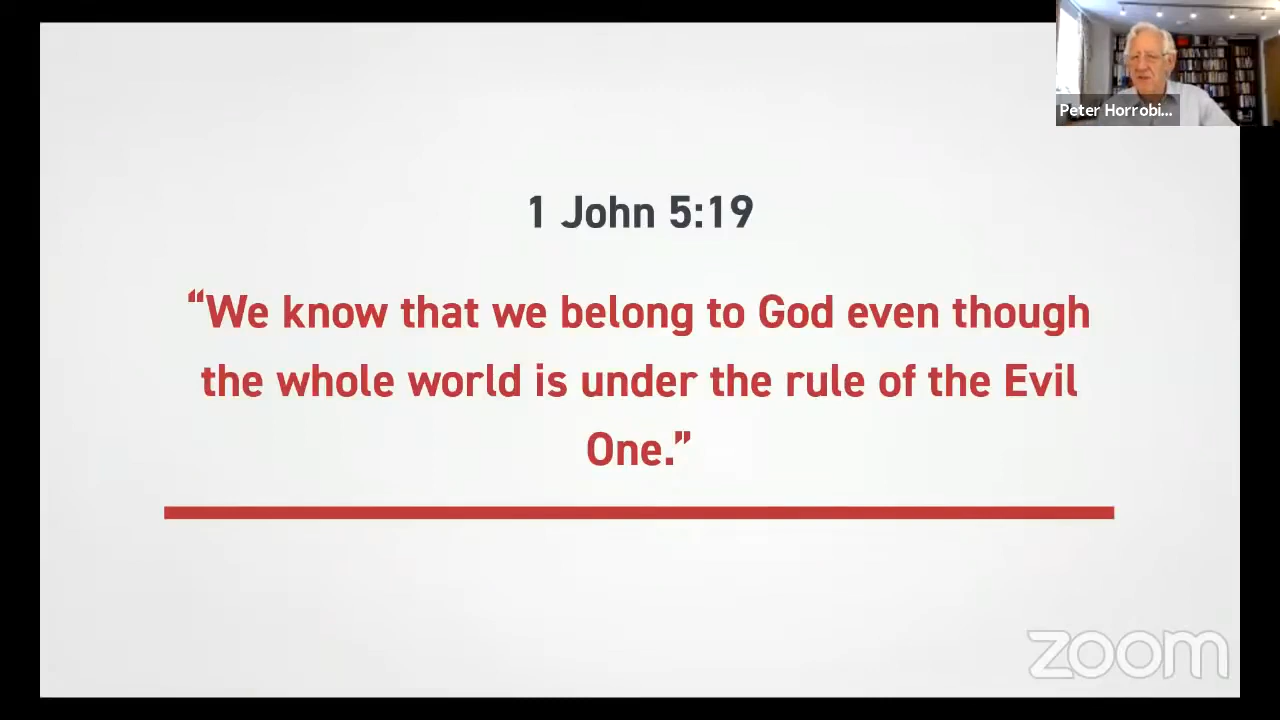 Peter Horrobi...
1 John 5:19
“We know that we belong to God even though
the whole world is under the rule of the Evil
One.”
zoom